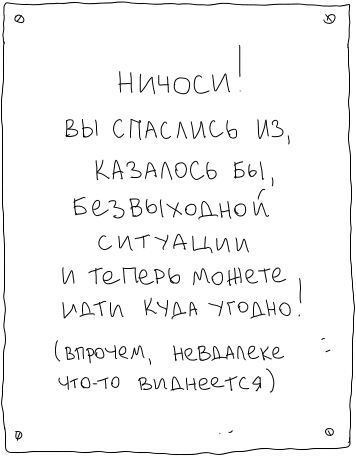 НИЧОСИ!
ВЫ СПАСЛИСЬ ИЗ,
КАЗАЛОСЬ БЫ,
БЕЗВЫХОДНОЙ
СИТУАЦИИ
И ТЕПЕРЬ МОЖЕТЕ
ИДТИ КУДА УГОДНО!
(ВПРОЧЕМ, НЕВДАЛЕКЕ
ЧТО-ТО ВИДНЕЕТСЯ)